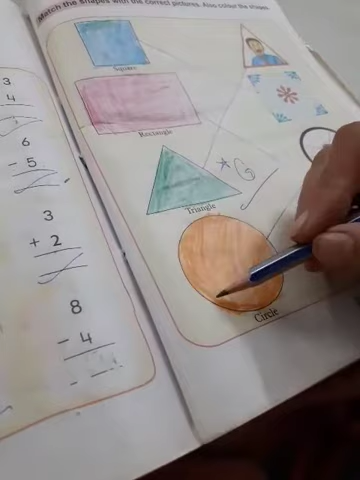 Match the shapes with the correct pictures. Also colour the shapes.
Square
Rectangle
Triangle
Circle
3
4
6
- 5
3
+ 2
8
- 4